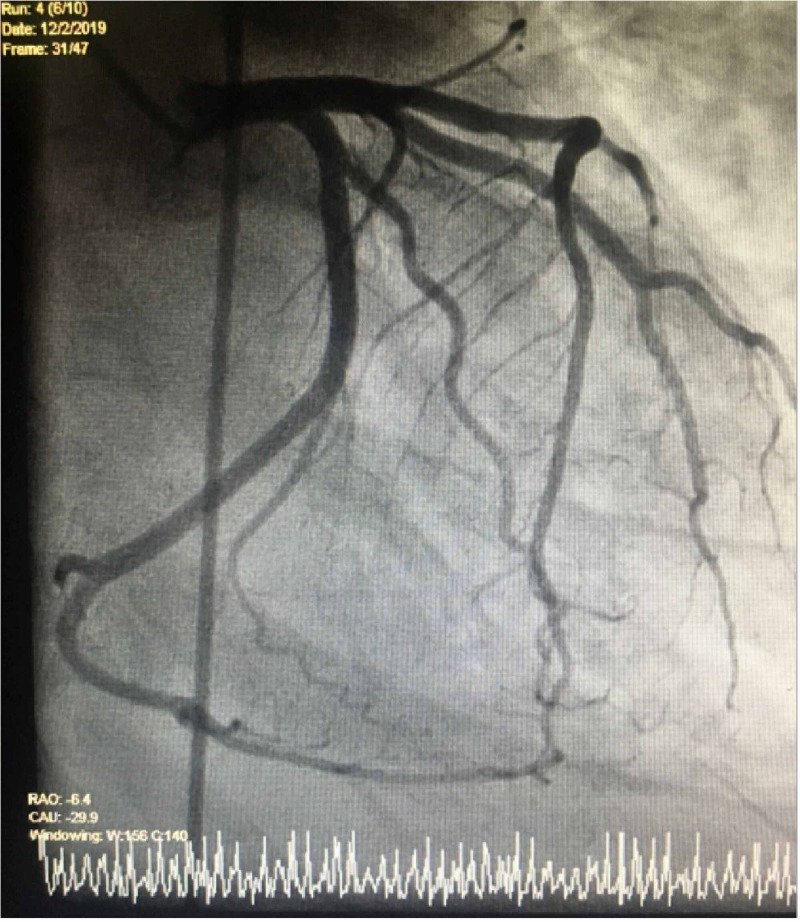 Run: 4 (6/10)
Date: 12/2/2019
Frame: 31/47
RAO: -6.4
CAU: -29.9
Windowing: W:156 C:140